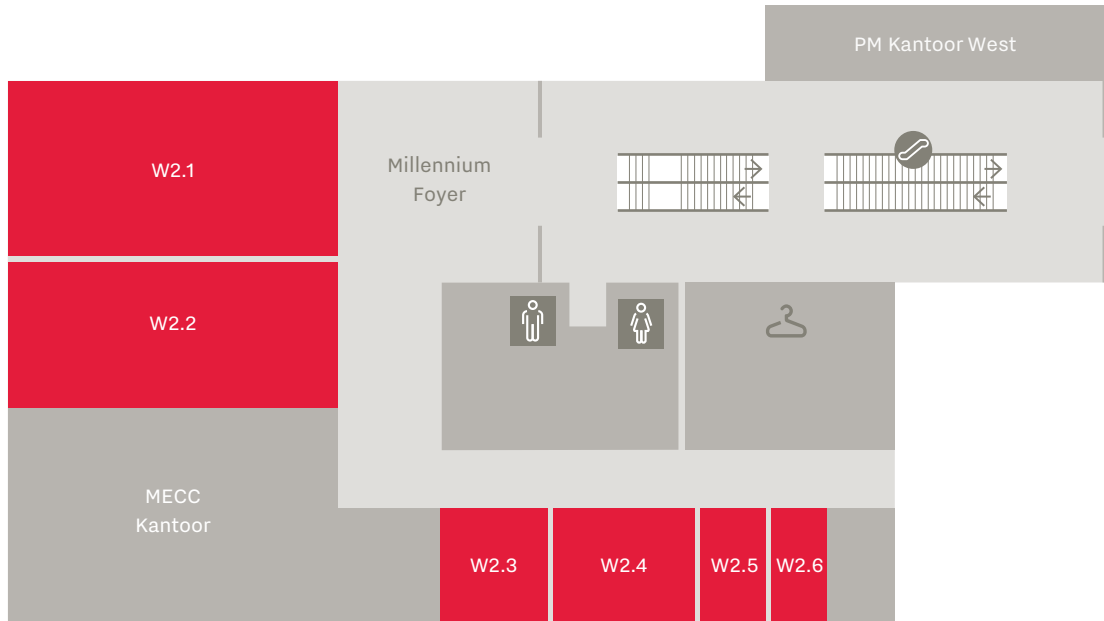 PM Kantoor West
W2.1
Millennium
Foyer
W2.2
MECC
Kantoor
W2.3
W2.4
W2.5
W2.6